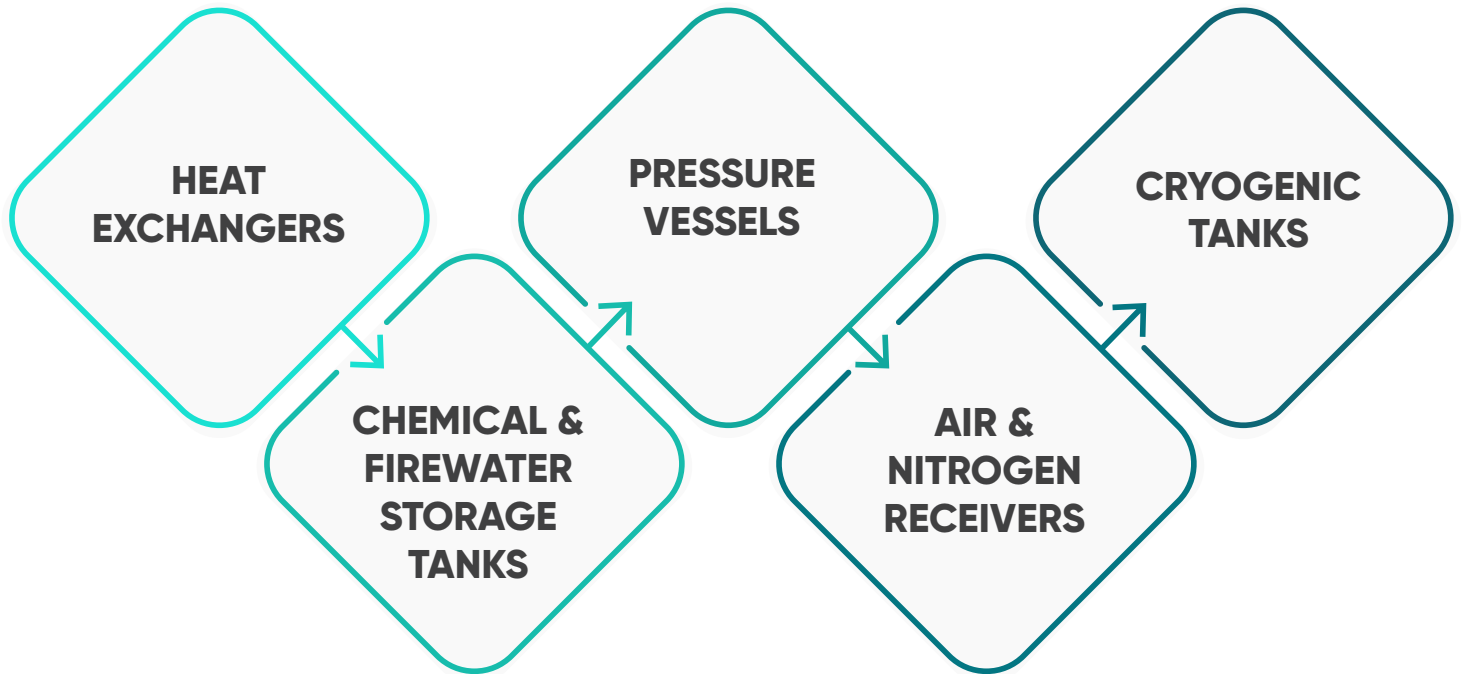 HEAT
EXCHANGERS
CHEMICAL &
FIREWATER
STORAGE
TANKS
PRESSURE
VESSELS
AIR &
NITROGEN
RECEIVERS
CRYOGENIC
TANKS